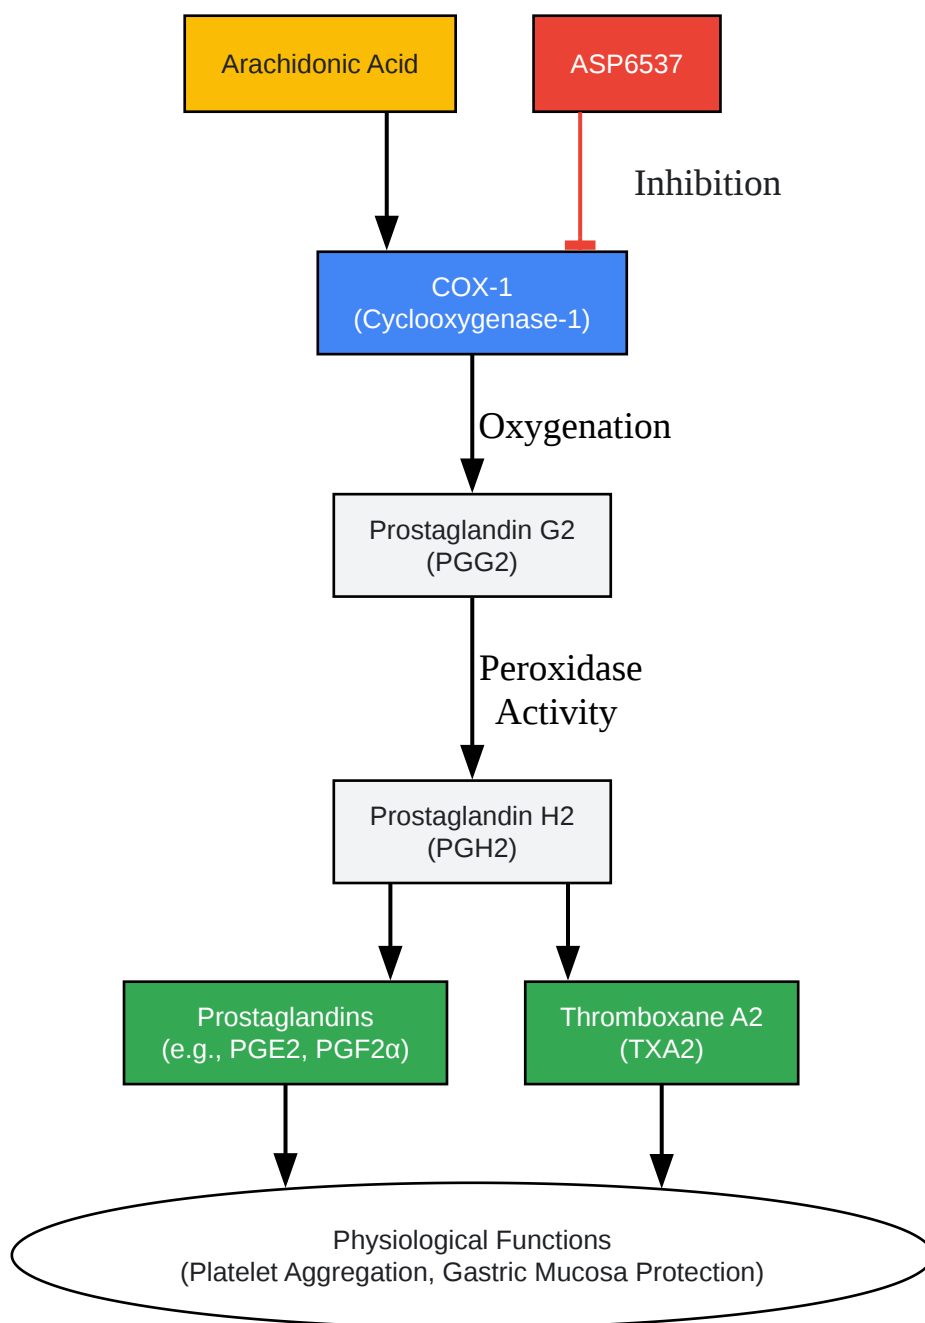 Arachidonic Acid
ASP6537
Inhibition
COX-1
(Cyclooxygenase-1)
Oxygenation
Prostaglandin G2
(PGG2)
Peroxidase
Activity
Prostaglandin H2
(PGH2)
Prostaglandins
(e.g., PGE2, PGF2α)
Thromboxane A2
(TXA2)
Physiological Functions
(Platelet Aggregation, Gastric Mucosa Protection)